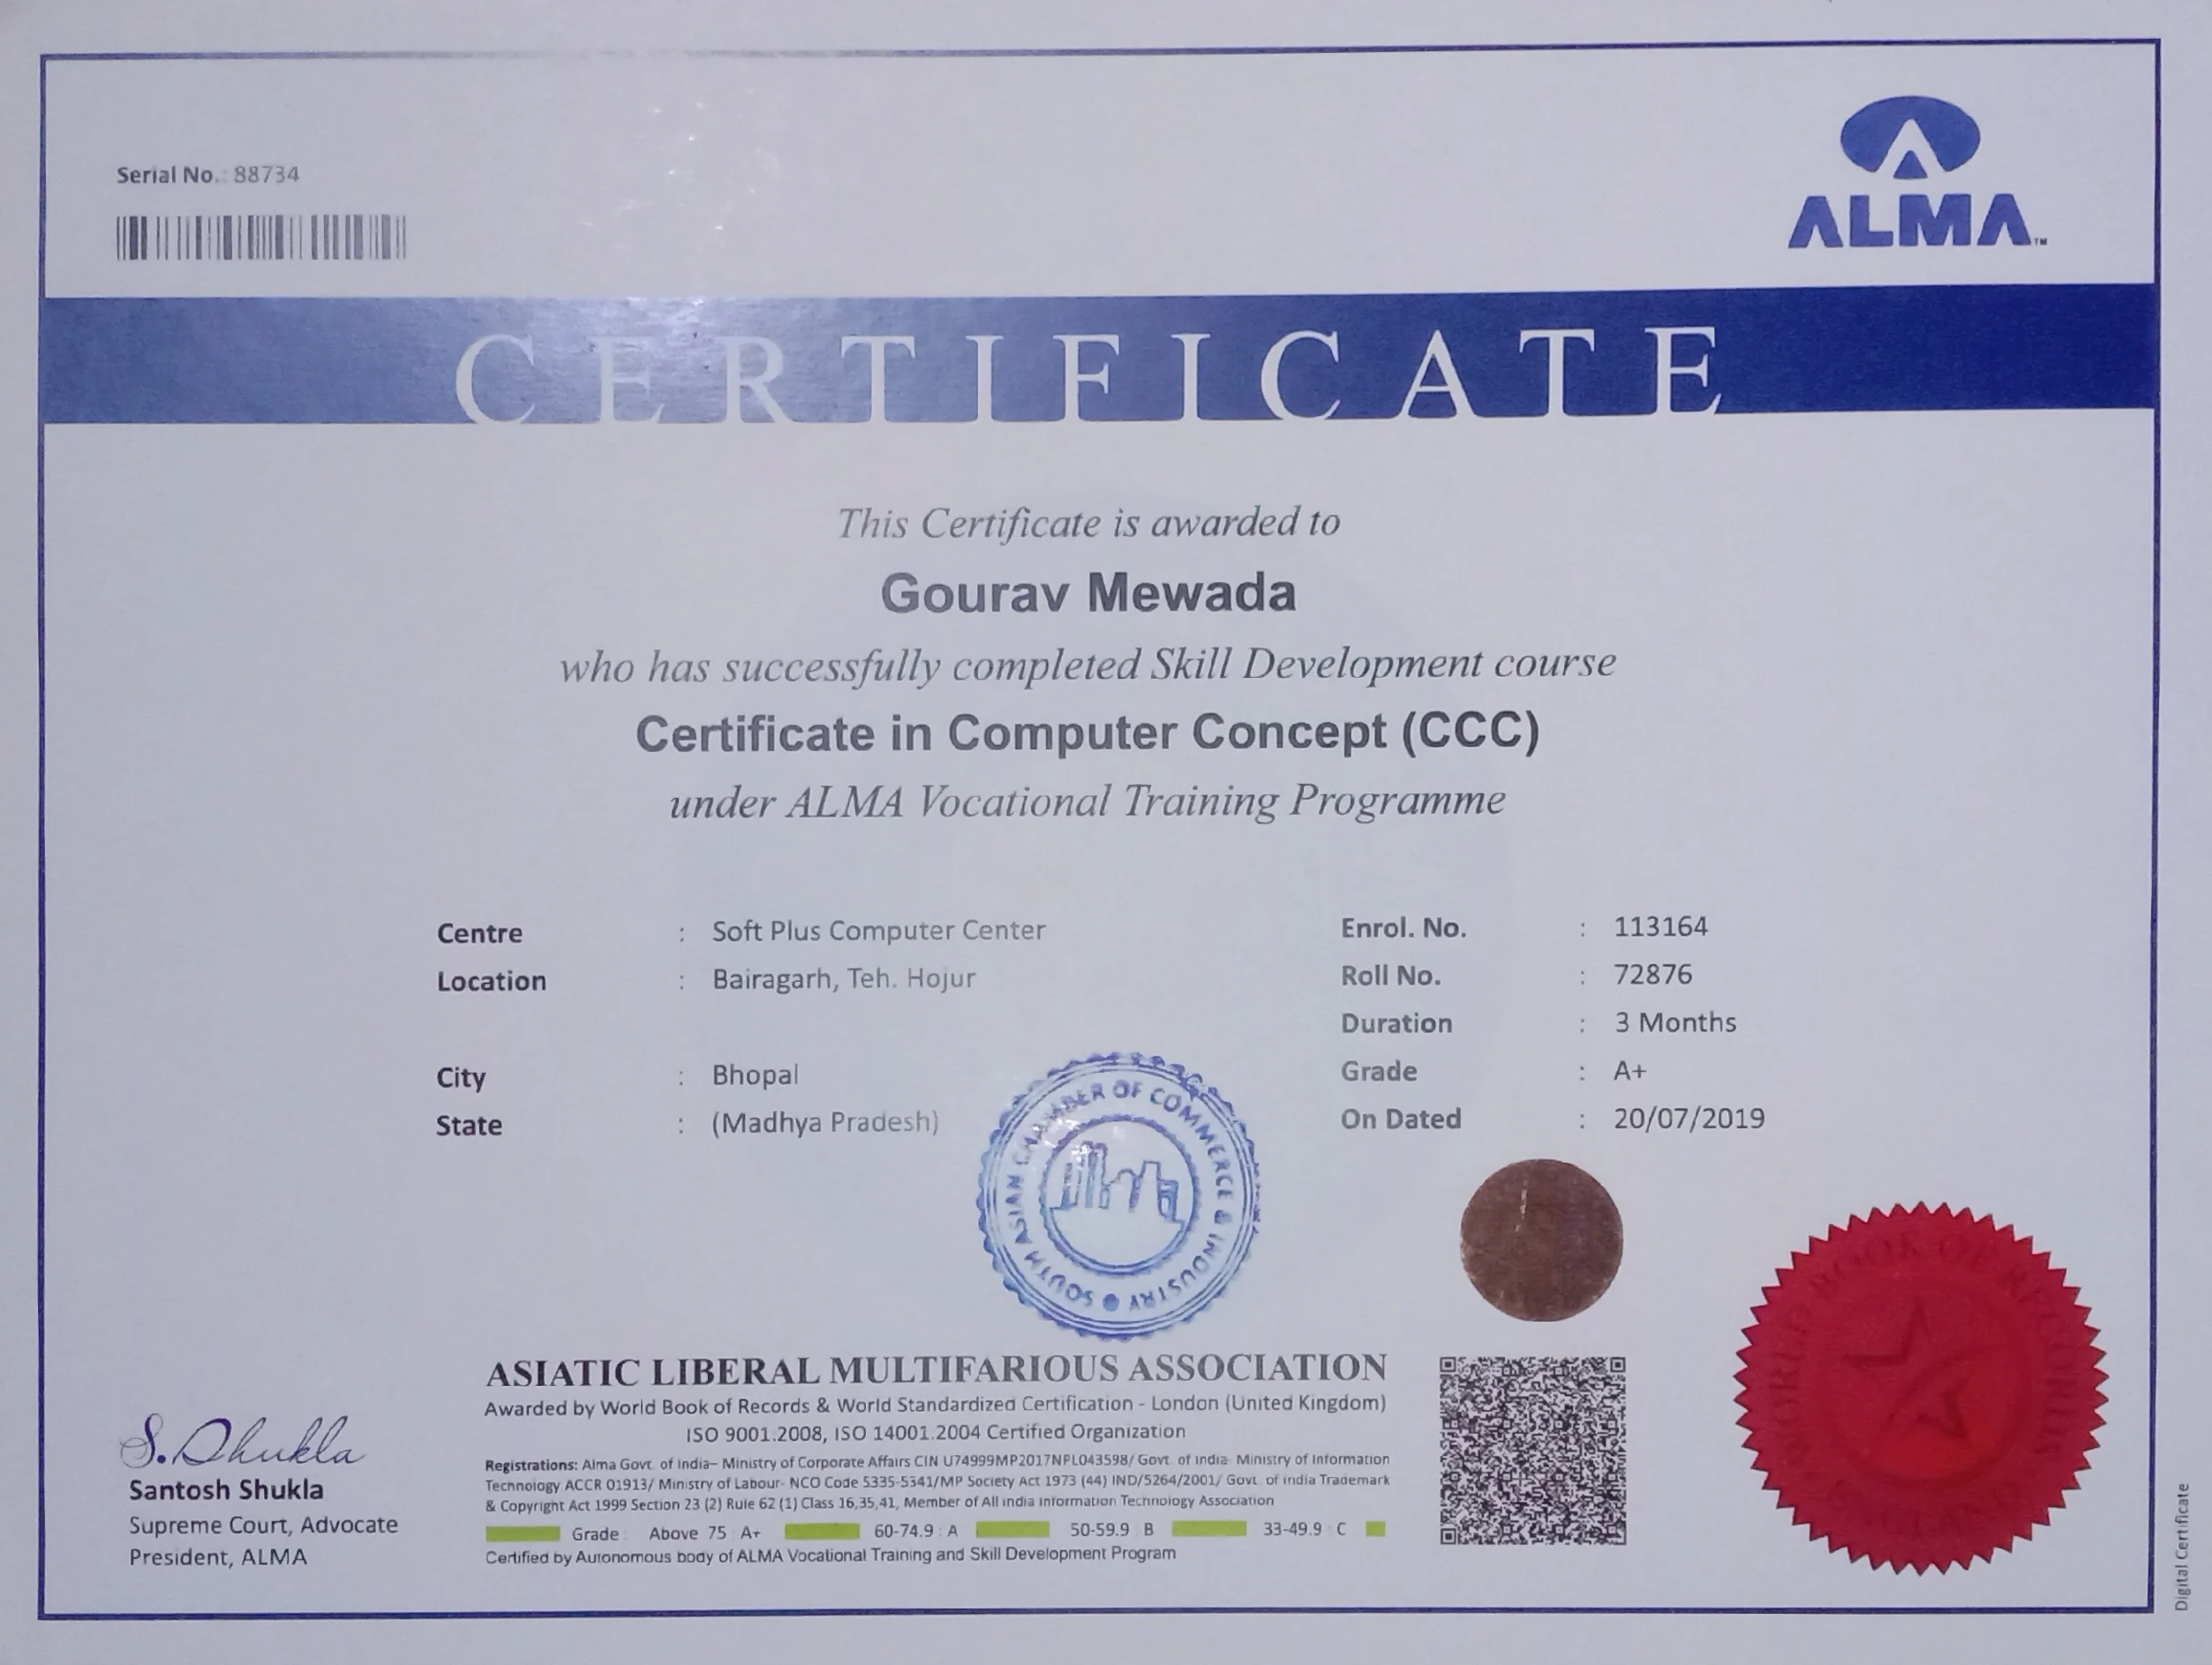 Serial No.: 88734
ALMA™
CERTIFICATE
This Certificate is awarded to
Gourav Mewada
who has successfully completed Skill Development course
Certificate in Computer Concept (CCC)
under ALMA Vocational Training Programme
Centre : Soft Plus Computer Center
Location : Bairagarh, Teh. Hojur
City : Bhopal
State : (Madhya Pradesh)
Enrol. No. : 113164
Roll No. : 72876
Duration : 3 Months
Grade : A+
On Dated : 20/07/2019
SOUTH ASIAN CHAMBER OF COMMERCE & INDUSTRY
WORLD BOOK OF RECORDS
ASIATIC LIBERAL MULTIFARIOUS ASSOCIATION
Awarded by World Book of Records & World Standardized Certification - London (United Kingdom)
ISO 9001.2008, ISO 14001.2004 Certified Organization
Registrations: Alma Govt. of India– Ministry of Corporate Affairs CIN U74999MP2017NPL043598/ Govt. of India- Ministry of Information
Technology ACCR 01913/ Ministry of Labour- NCO Code 5335-5341/MP Society Act 1973 (44) IND/5264/2001/ Govt. of india Trademark
& Copyright Act 1999 Section 23 (2) Rule 62 (1) Class 16,35,41, Member of All india Information Technology Association
Grade : Above 75 : A+ 60-74.9 : A 50-59.9 : B 33-49.9 : C
Certified by Autonomous body of ALMA Vocational Training and Skill Development Program
S. Shukla
Santosh Shukla
Supreme Court, Advocate
President, ALMA
Digital Certificate